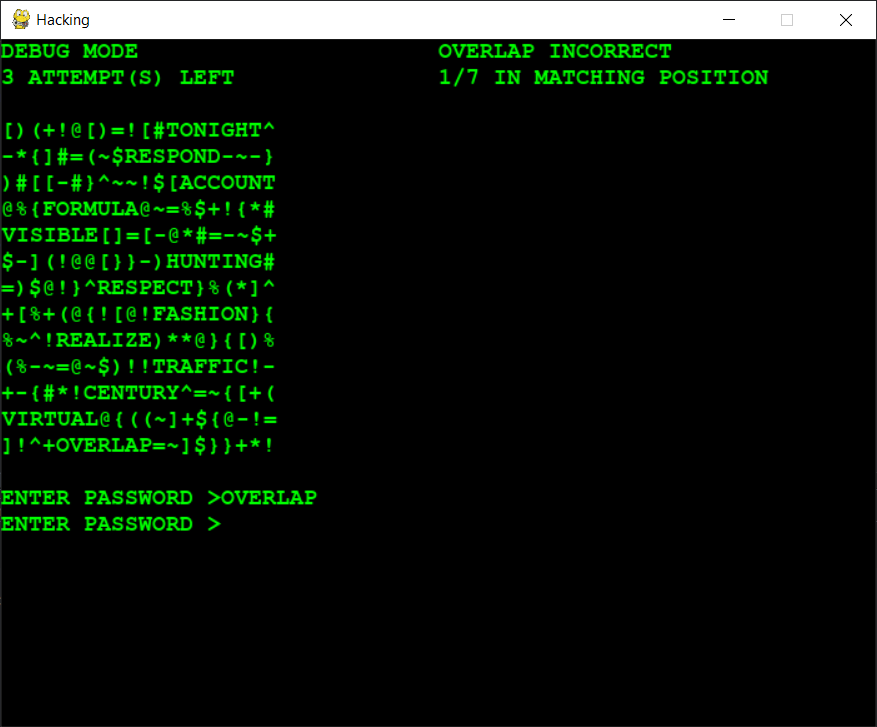 Hacking
DEBUG MODE
3 ATTEMPT(S) LEFT
OVERLAP INCORRECT
1/7 IN MATCHING POSITION
[)(+!@[)=![#TONIGHT^
-*{]#=(~$RESPOND-~-}
)#[[-#}^~~!$[ACCOUNT
@%{FORMULA@~=%$+!{*#
VISIBLE[]=[-@*#=-~$+
$-](!@@[}}-)HUNTING#
=)$@!}^RESPECT}%(*]^
+[%+(@{![@!FASHION}{
%~^!REALIZE)**@}{[)%
(%-~=@~$)!!TRAFFIC!-
+-{#*!CENTURY^=~{[+(
VIRTUAL@{((~]+${@-!=
]!^+OVERLAP=~]$}}+*!
ENTER PASSWORD >OVERLAP
ENTER PASSWORD >